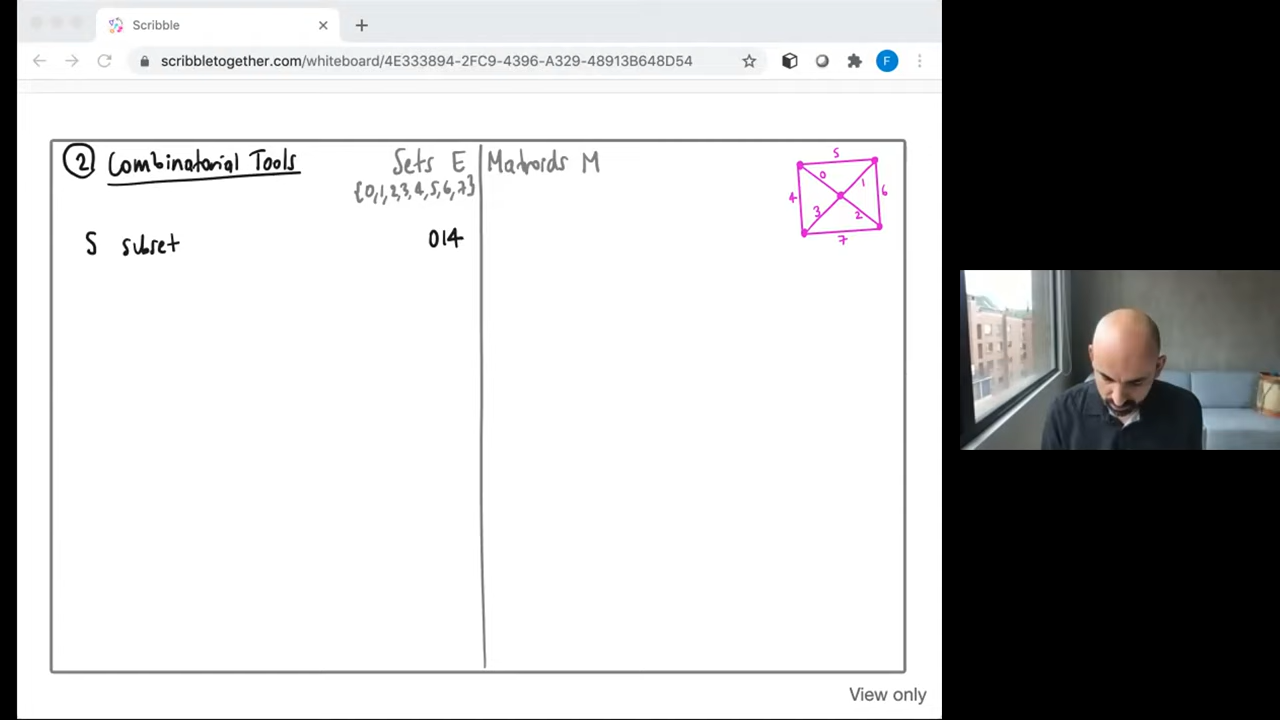 Scribble
scribbletogether.com/whiteboard/4E333894-2FC9-4396-A329-48913B648D54
F
② Combinatorial Tools
Sets E
{0,1,2,3,4,5,6,7}
Matroids M
S subset
014
5
0
1
4
6
3
2
7
View only